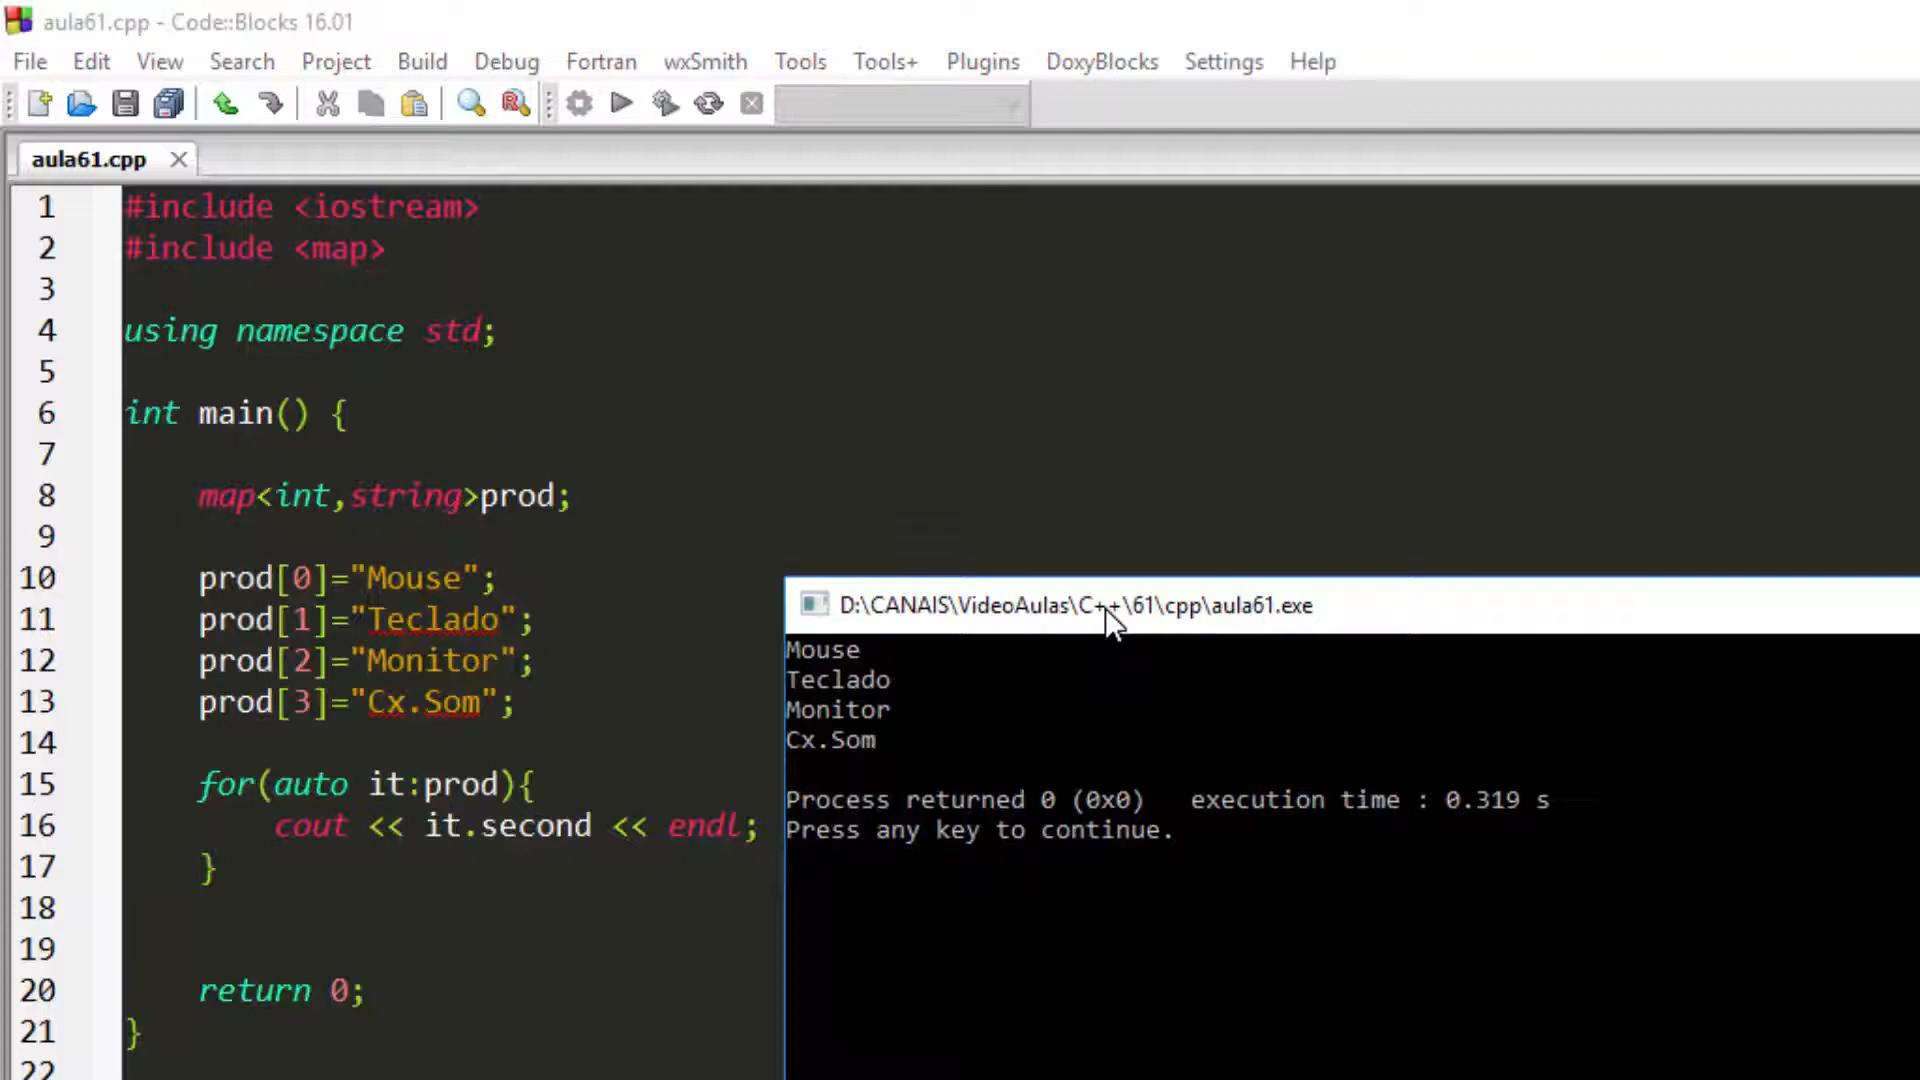 aula61.cpp - Code::Blocks 16.01
File Edit View Search Project Build Debug Fortran wxSmith Tools Tools+ Plugins DoxyBlocks Settings Help
aula61.cpp
1 #include <iostream>
2 #include <map>
3
4 using namespace std;
5
6 int main() {
7
8 map<int,string>prod;
9
10 prod[0]="Mouse";
11 prod[1]="Teclado";
12 prod[2]="Monitor";
13 prod[3]="Cx.Som";
14
15 for(auto it:prod){
16 cout << it.second << endl;
17 }
18
19
20 return 0;
21 }
22
D:\CANAIS\VideoAulas\C++\61\cpp\aula61.exe
Mouse
Teclado
Monitor
Cx.Som
Process returned 0 (0x0) execution time : 0.319 s
Press any key to continue.